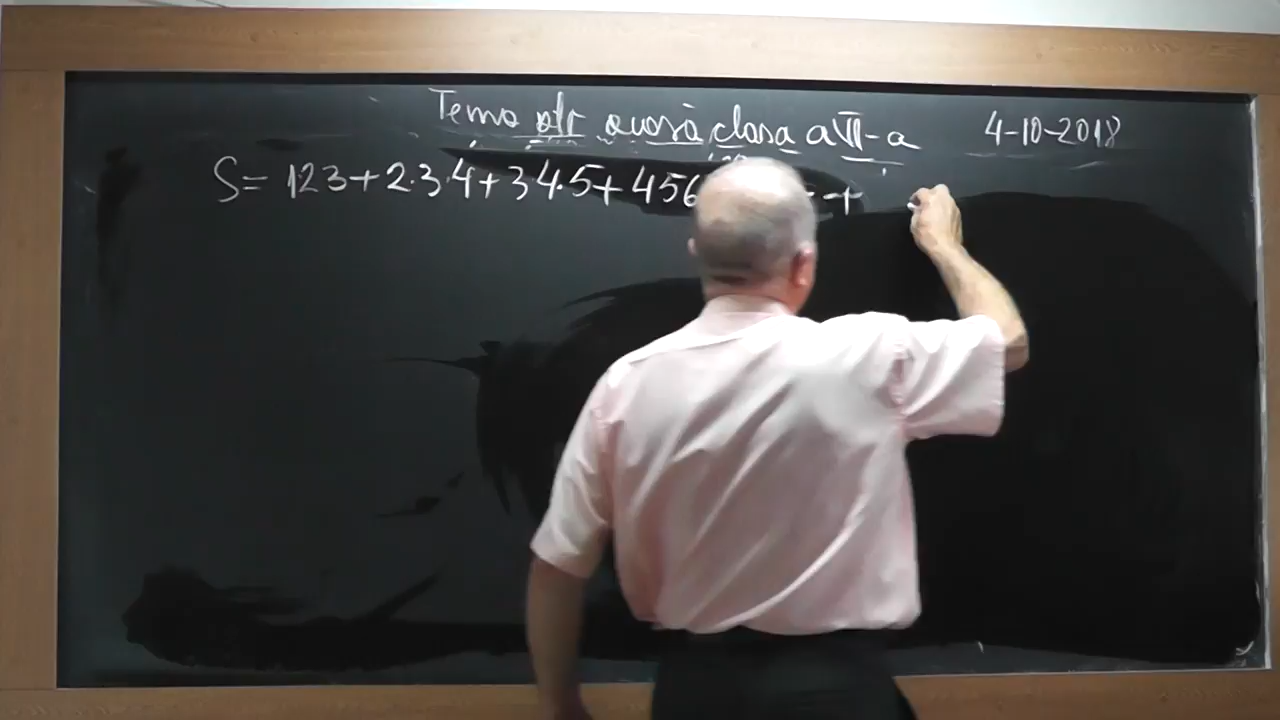 Tema ptr acasă clasa a VII-a 4-10-2018
S= 1·2·3+2·3·4+3·4·5+4·5·6 +